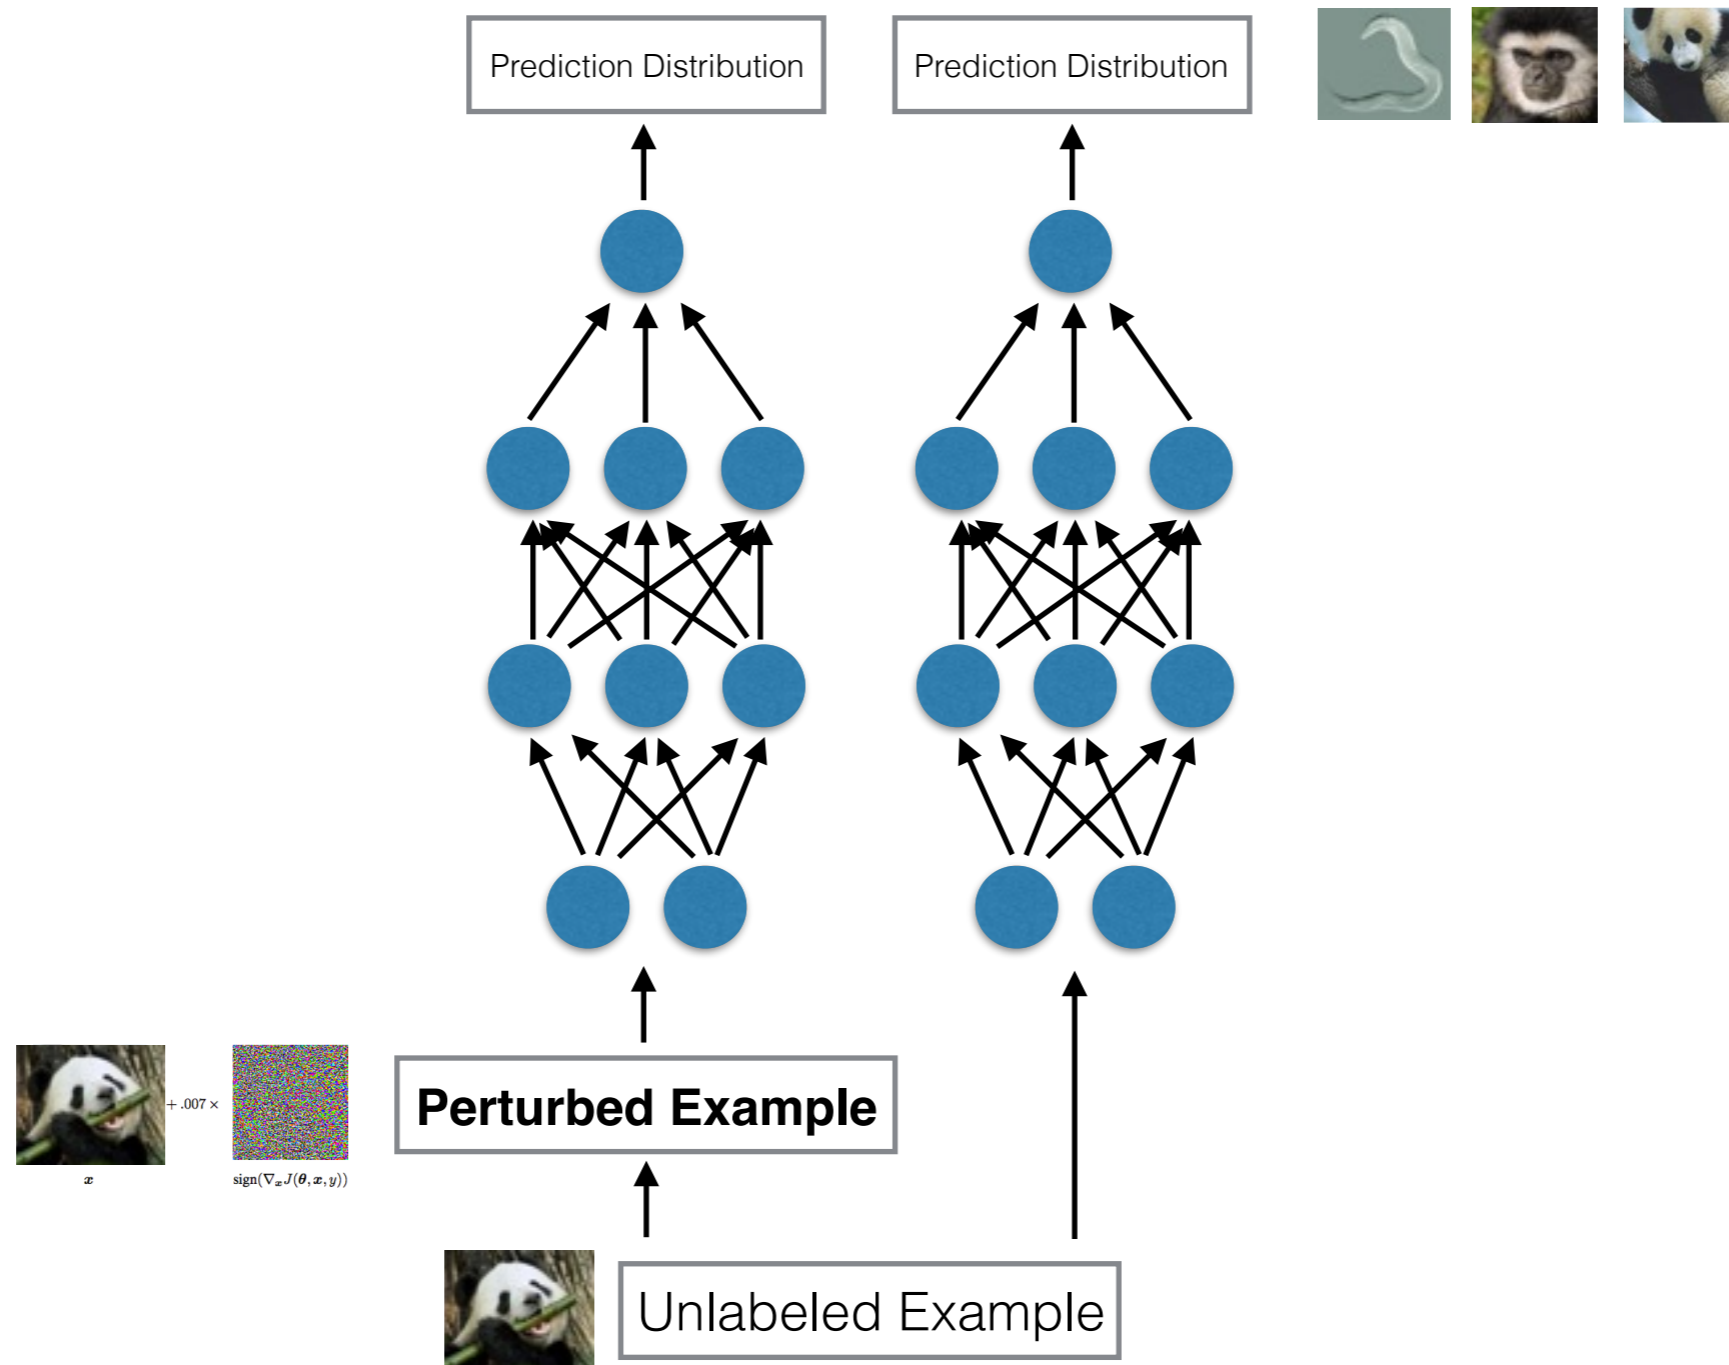 Prediction Distribution
Prediction Distribution
+ .007 ×
Perturbed Example
x
sign(∇ₓJ(θ, x, y))
Unlabeled Example